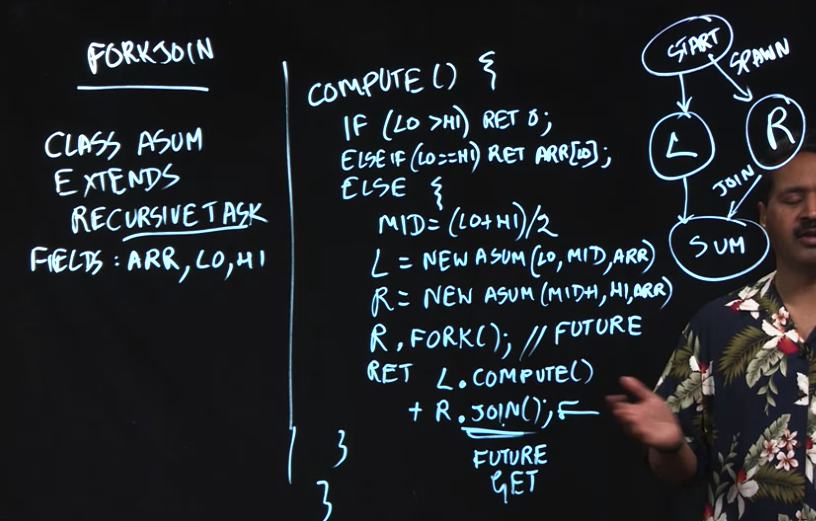 FORKJOIN
CLASS ASUM
EXTENDS
RECURSIVETASK
FIELDS : ARR, LO, HI
COMPUTE() {
IF (LO >HI) RET 0;
ELSE IF (LO==HI) RET ARR[LO];
ELSE {
MID= (LO+HI)/2
L = NEW ASUM(LO, MID, ARR)
R = NEW ASUM(MID+1, HI, ARR)
R.FORK(); // FUTURE
RET L.COMPUTE()
+ R.JOIN();
FUTURE
GET
}
}
START
SPAWN
L
R
JOIN
SUM